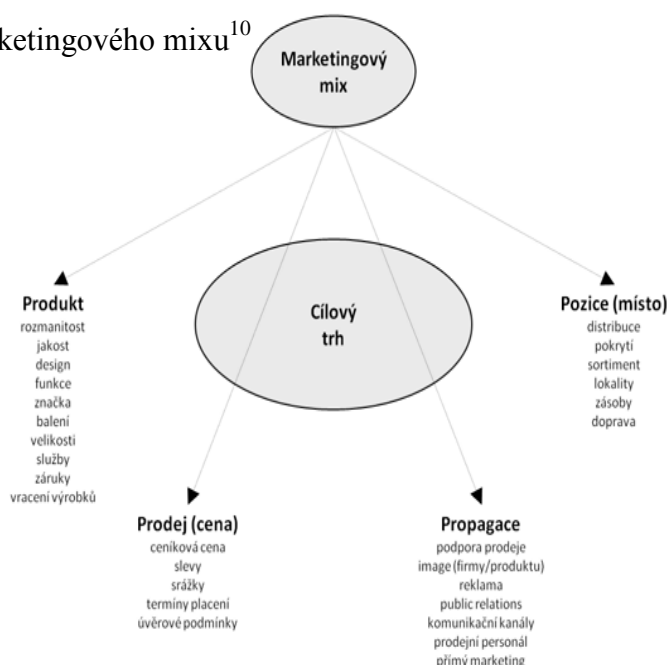 ketingového mixu10
Marketingový
mix
Cílový
trh
Produkt
rozmanitost
jakost
design
funkce
značka
balení
velikosti
služby
záruky
vracení výrobků
Pozice (místo)
distribuce
pokrytí
sortiment
lokality
zásoby
doprava
Prodej (cena)
ceníková cena
slevy
srážky
termíny placení
úvěrové podmínky
Propagace
podpora prodeje
image (firmy/produktu)
reklama
public relations
komunikační kanály
prodejní personál
přímý marketing